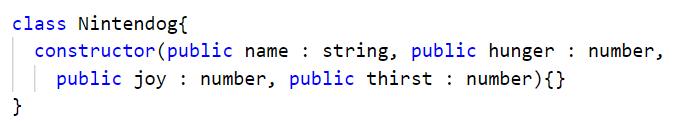 class Nintendog{
constructor(public name : string, public hunger : number,
public joy : number, public thirst : number){}
}